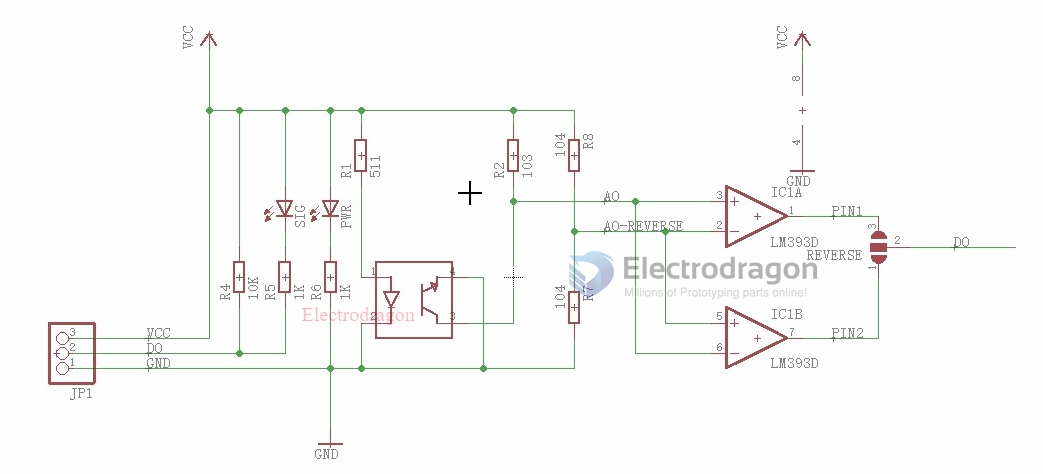 VCC
VCC
8
4
GND
R1
511
R2
103
104
R8
SIG
PWR
AO
AO-REVERSE
3
2
1
IC1A
LM393D
PIN1
3
2
1
REVERSE
DO
R4
10K
R5
1K
R6
1K
1
2
4
3
104
R7
Electrodragon
Millions of Prototyping parts online!
Electrodragon
5
6
7
IC1B
LM393D
PIN2
3
2
1
VCC
DO
GND
JP1
GND